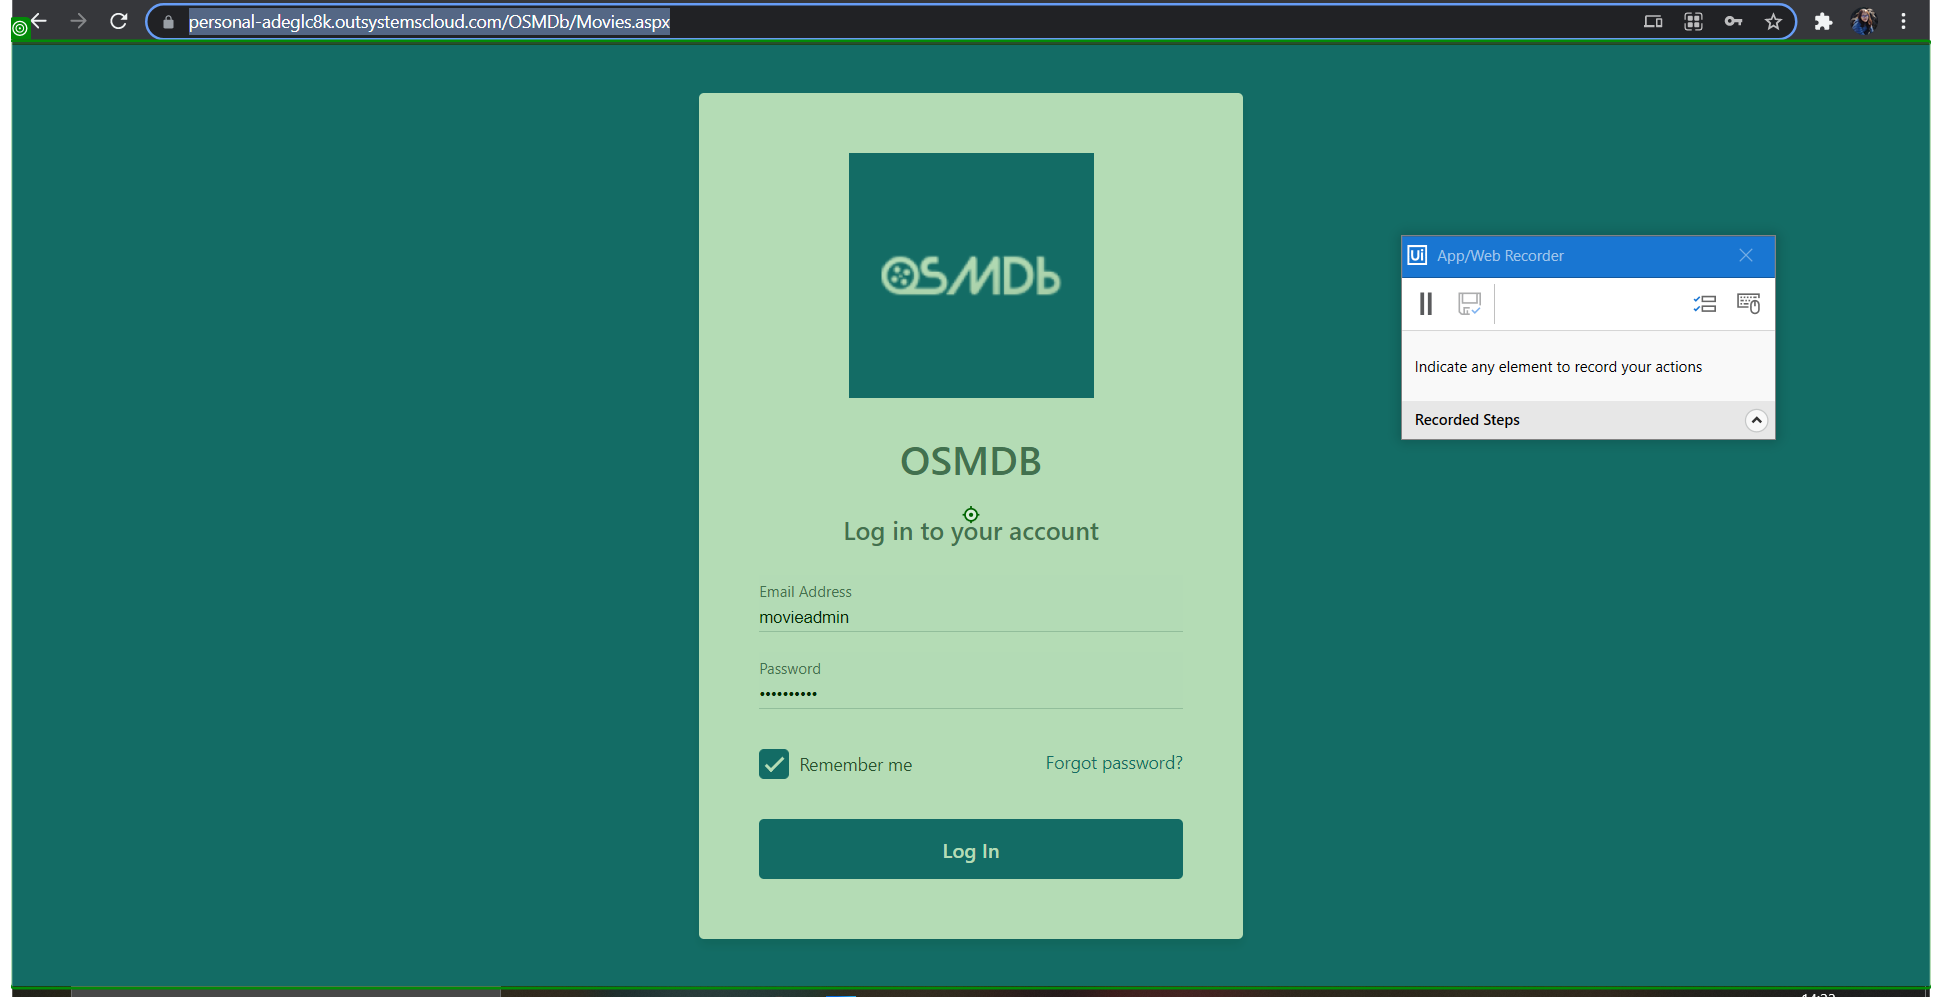 personal-adeglc8k.outsystemscloud.com/OSMDb/Movies.aspx
OSMDb
OSMDB
Log in to your account
Email Address
movieadmin
Password
••••••••••
Remember me
Forgot password?
Log In
Ui App/Web Recorder
Indicate any element to record your actions
Recorded Steps